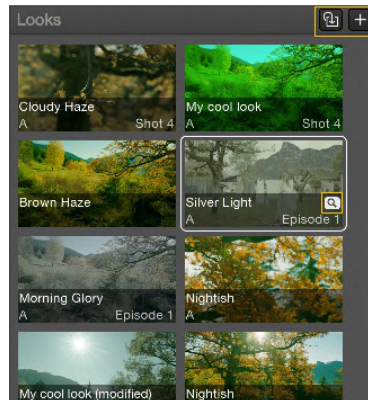 Looks
Cloudy Haze
A Shot 4
My cool look
A Shot 4
Brown Haze
Silver Light
A Episode 1
Morning Glory
A Episode 1
Nightish
A
My cool look (modified)
Nightish